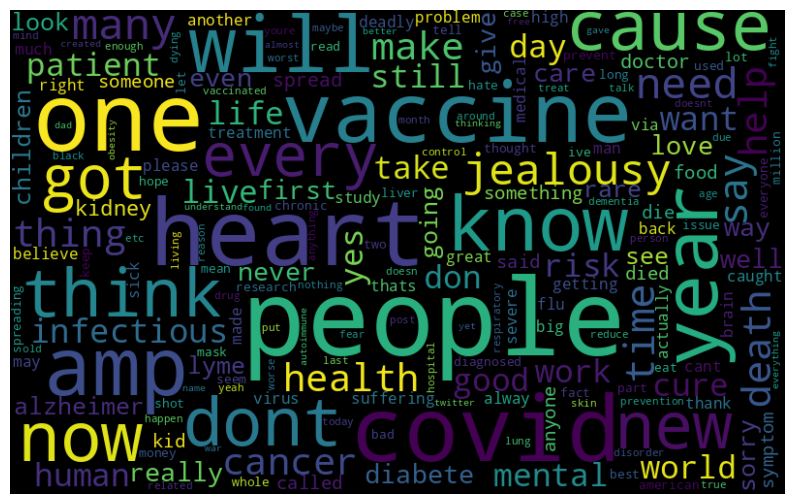 look
many
another
will
problem
deadly
high
case
free
cause
mind
created
enough
dying
maybe
almost
worst
youre
better
tell
gave
much
patient
right
someone
even
spread
read
make
still
give
day
care
doctor
lot
need
fight
let
vaccinated
hate
medical
long
used
treat
talk
prevent
doesnt
want
help
children
one
dad
obesity
life
vaccine
month
around
thinking
via
black
treatment
every
control
thought
ive
man
love
due
million
please
take
jealousy
rare
food
say
got
hope
live
first
study
liver
something
dementia
age
everyone
kidney
understand
found
chronic
going
die
thing
etc
living
reason
heart
anything
two
yes
great
know
said
back
issue
person
way
believe
keep
never
don
risk
see
year
well
think
sick
mean
doesn
thats
getting
died
caught
research
nothing
severe
flu
actually
brain
time
spreading
infectious
drug
made
put
autoimmune
people
fear
post
yet
respiratory
big
reduce
cant
eat
death
everything
sold
may
amp
mask
lyme
seem
worse
last
health
hospital
diagnosed
good
work
fact
part
cure
alzheimer
name
shot
yeah
virus
suffering
twitter
alway
anyone
skin
prevention
thank
sorry
symptom
happen
now
kid
war
dont
today
covid
bad
lung
new
disorder
human
money
really
whole
related
cancer
called
diabete
mental
best
world
american
true